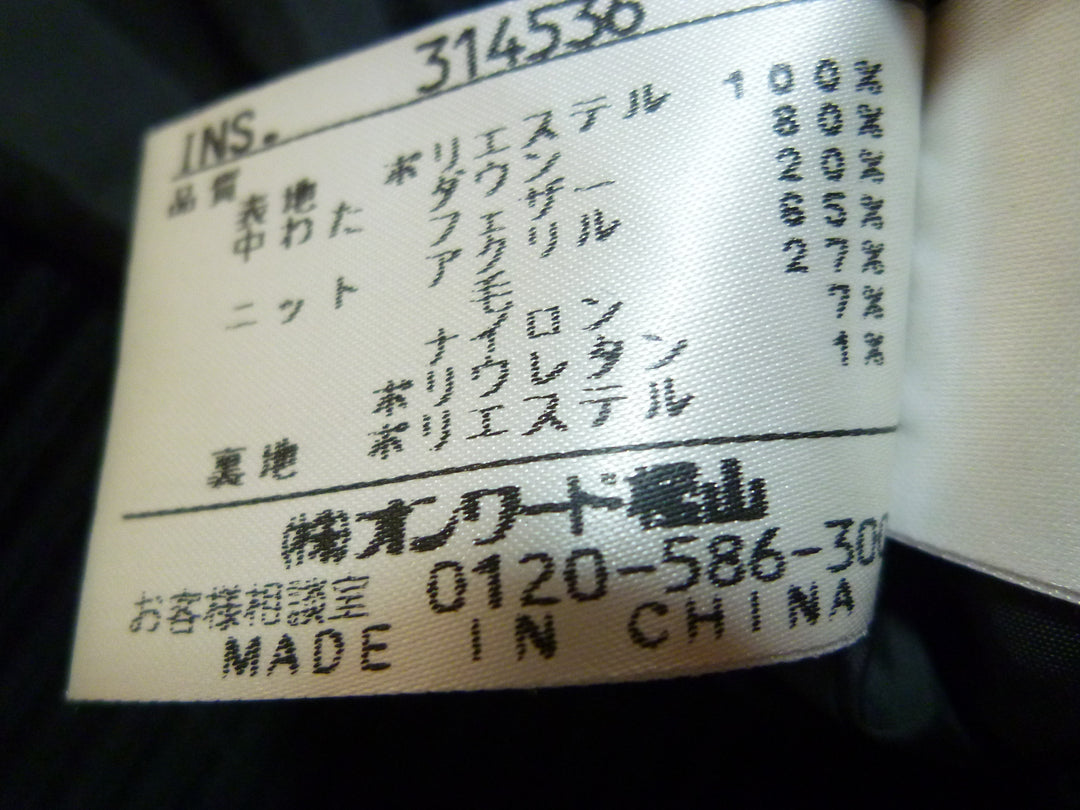 INS. 314536
品質 表地 ポリエステル 100%
中わた ダウン 80%
フェザー 20%
ニット アクリル 65%
毛 27%
ナイロン 7%
ポリウレタン 1%
裏地 ポリエステル
㈱オンワード樫山
お客様相談室 0120-586-300
MADE IN CHINA